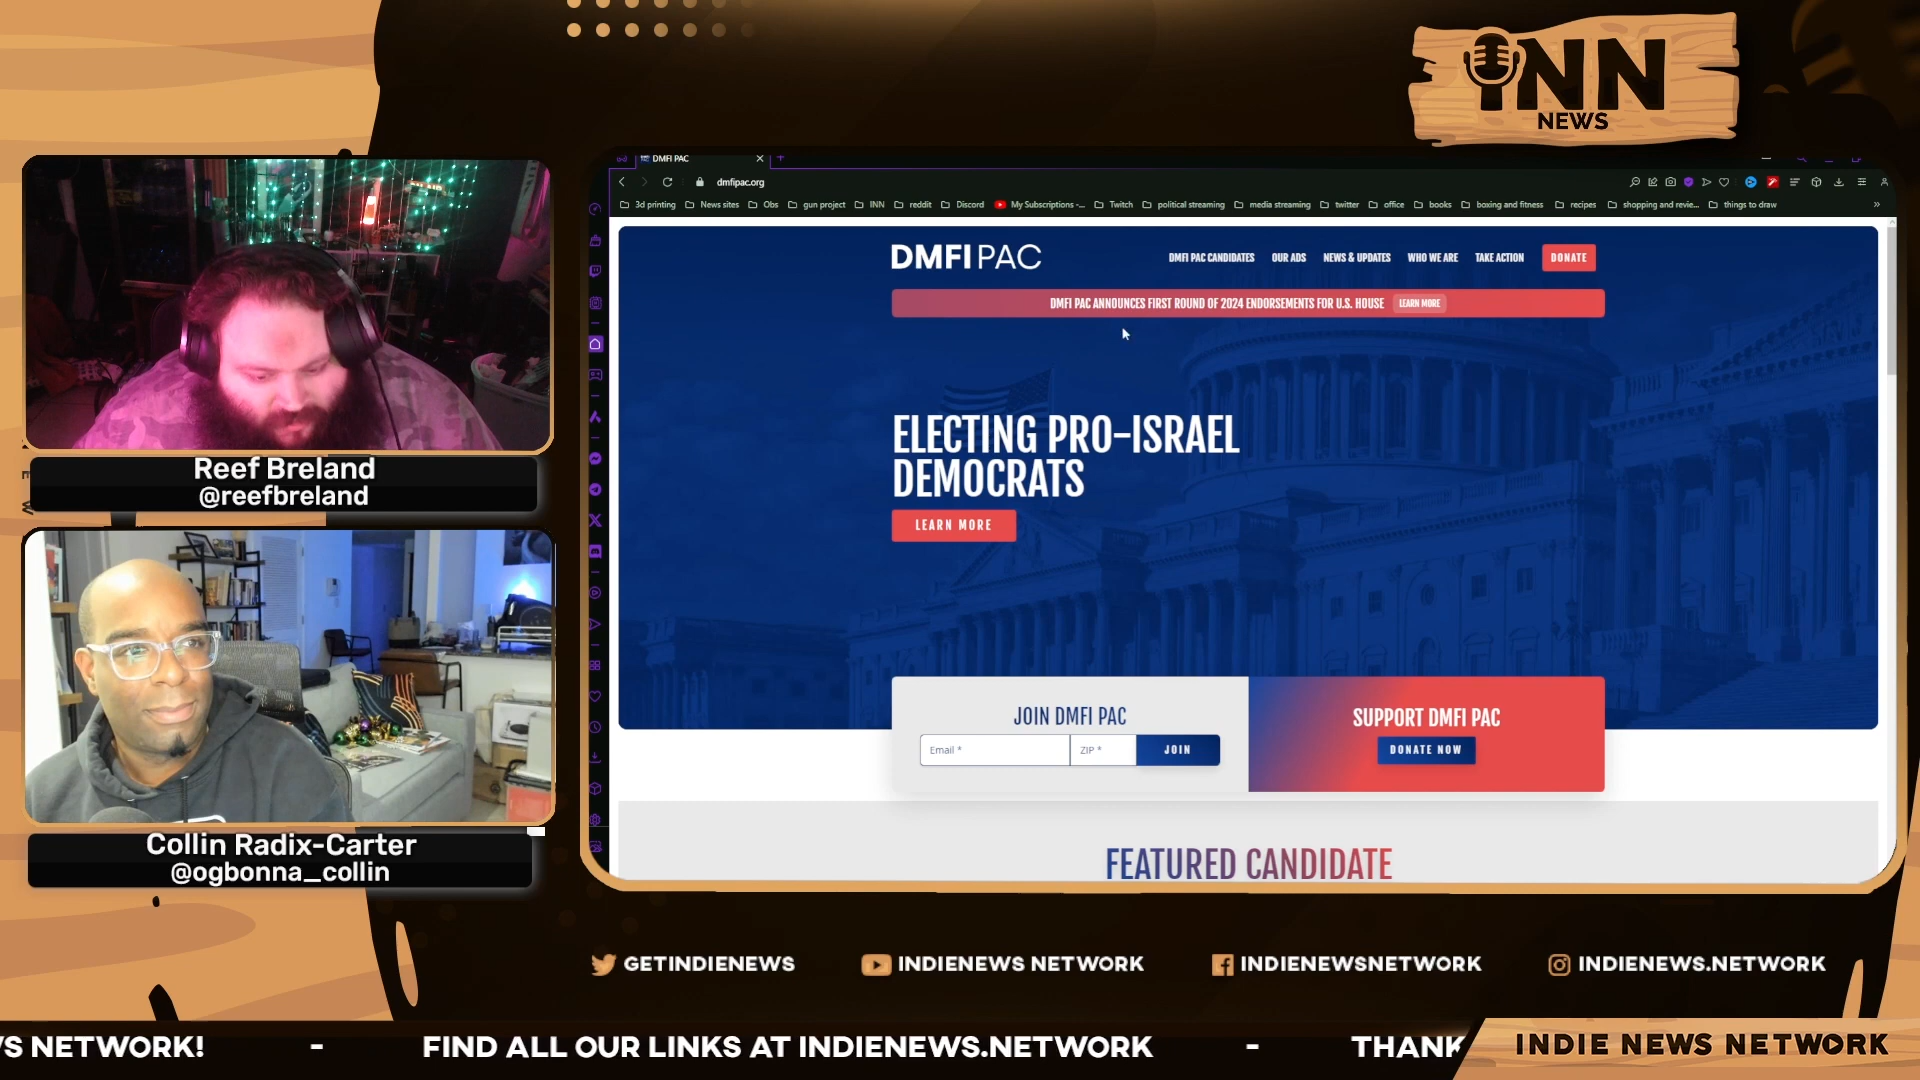 INN
NEWS
DMFI PAC
dmfipac.org
3d printing
News sites
Obs
gun project
INN
reddit
Discord
My Subscriptions -...
Twitch
political streaming
media streaming
twitter
office
books
boxing and fitness
recipes
shopping and revie...
things to draw
DMFI PAC
DMFI PAC CANDIDATES
OUR ADS
NEWS & UPDATES
WHO WE ARE
TAKE ACTION
DONATE
DMFI PAC ANNOUNCES FIRST ROUND OF 2024 ENDORSEMENTS FOR U.S. HOUSE
LEARN MORE
ELECTING PRO-ISRAEL
DEMOCRATS
LEARN MORE
JOIN DMFI PAC
Email *
ZIP *
JOIN
SUPPORT DMFI PAC
DONATE NOW
FEATURED CANDIDATE
Reef Breland
@reefbreland
Collin Radix-Carter
@ogbonna_collin
GETINDIENEWS
INDIENEWS NETWORK
INDIENEWSNETWORK
INDIENEWS.NETWORK
S NETWORK!
-
FIND ALL OUR LINKS AT INDIENEWS.NETWORK
-
THANK
INDIE NEWS NETWORK